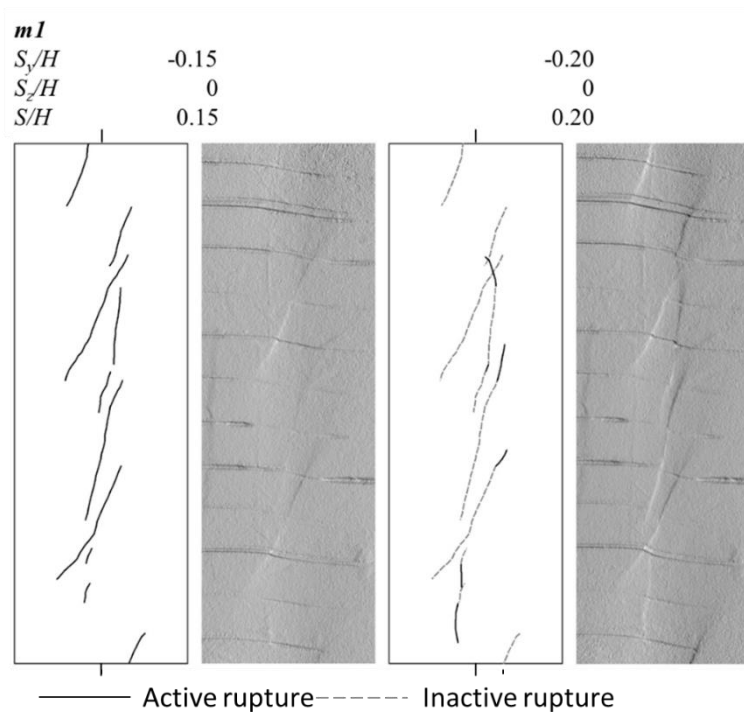 m1
Sy/H -0.15 -0.20
Sz/H 0 0
S/H 0.15 0.20
Active rupture Inactive rupture